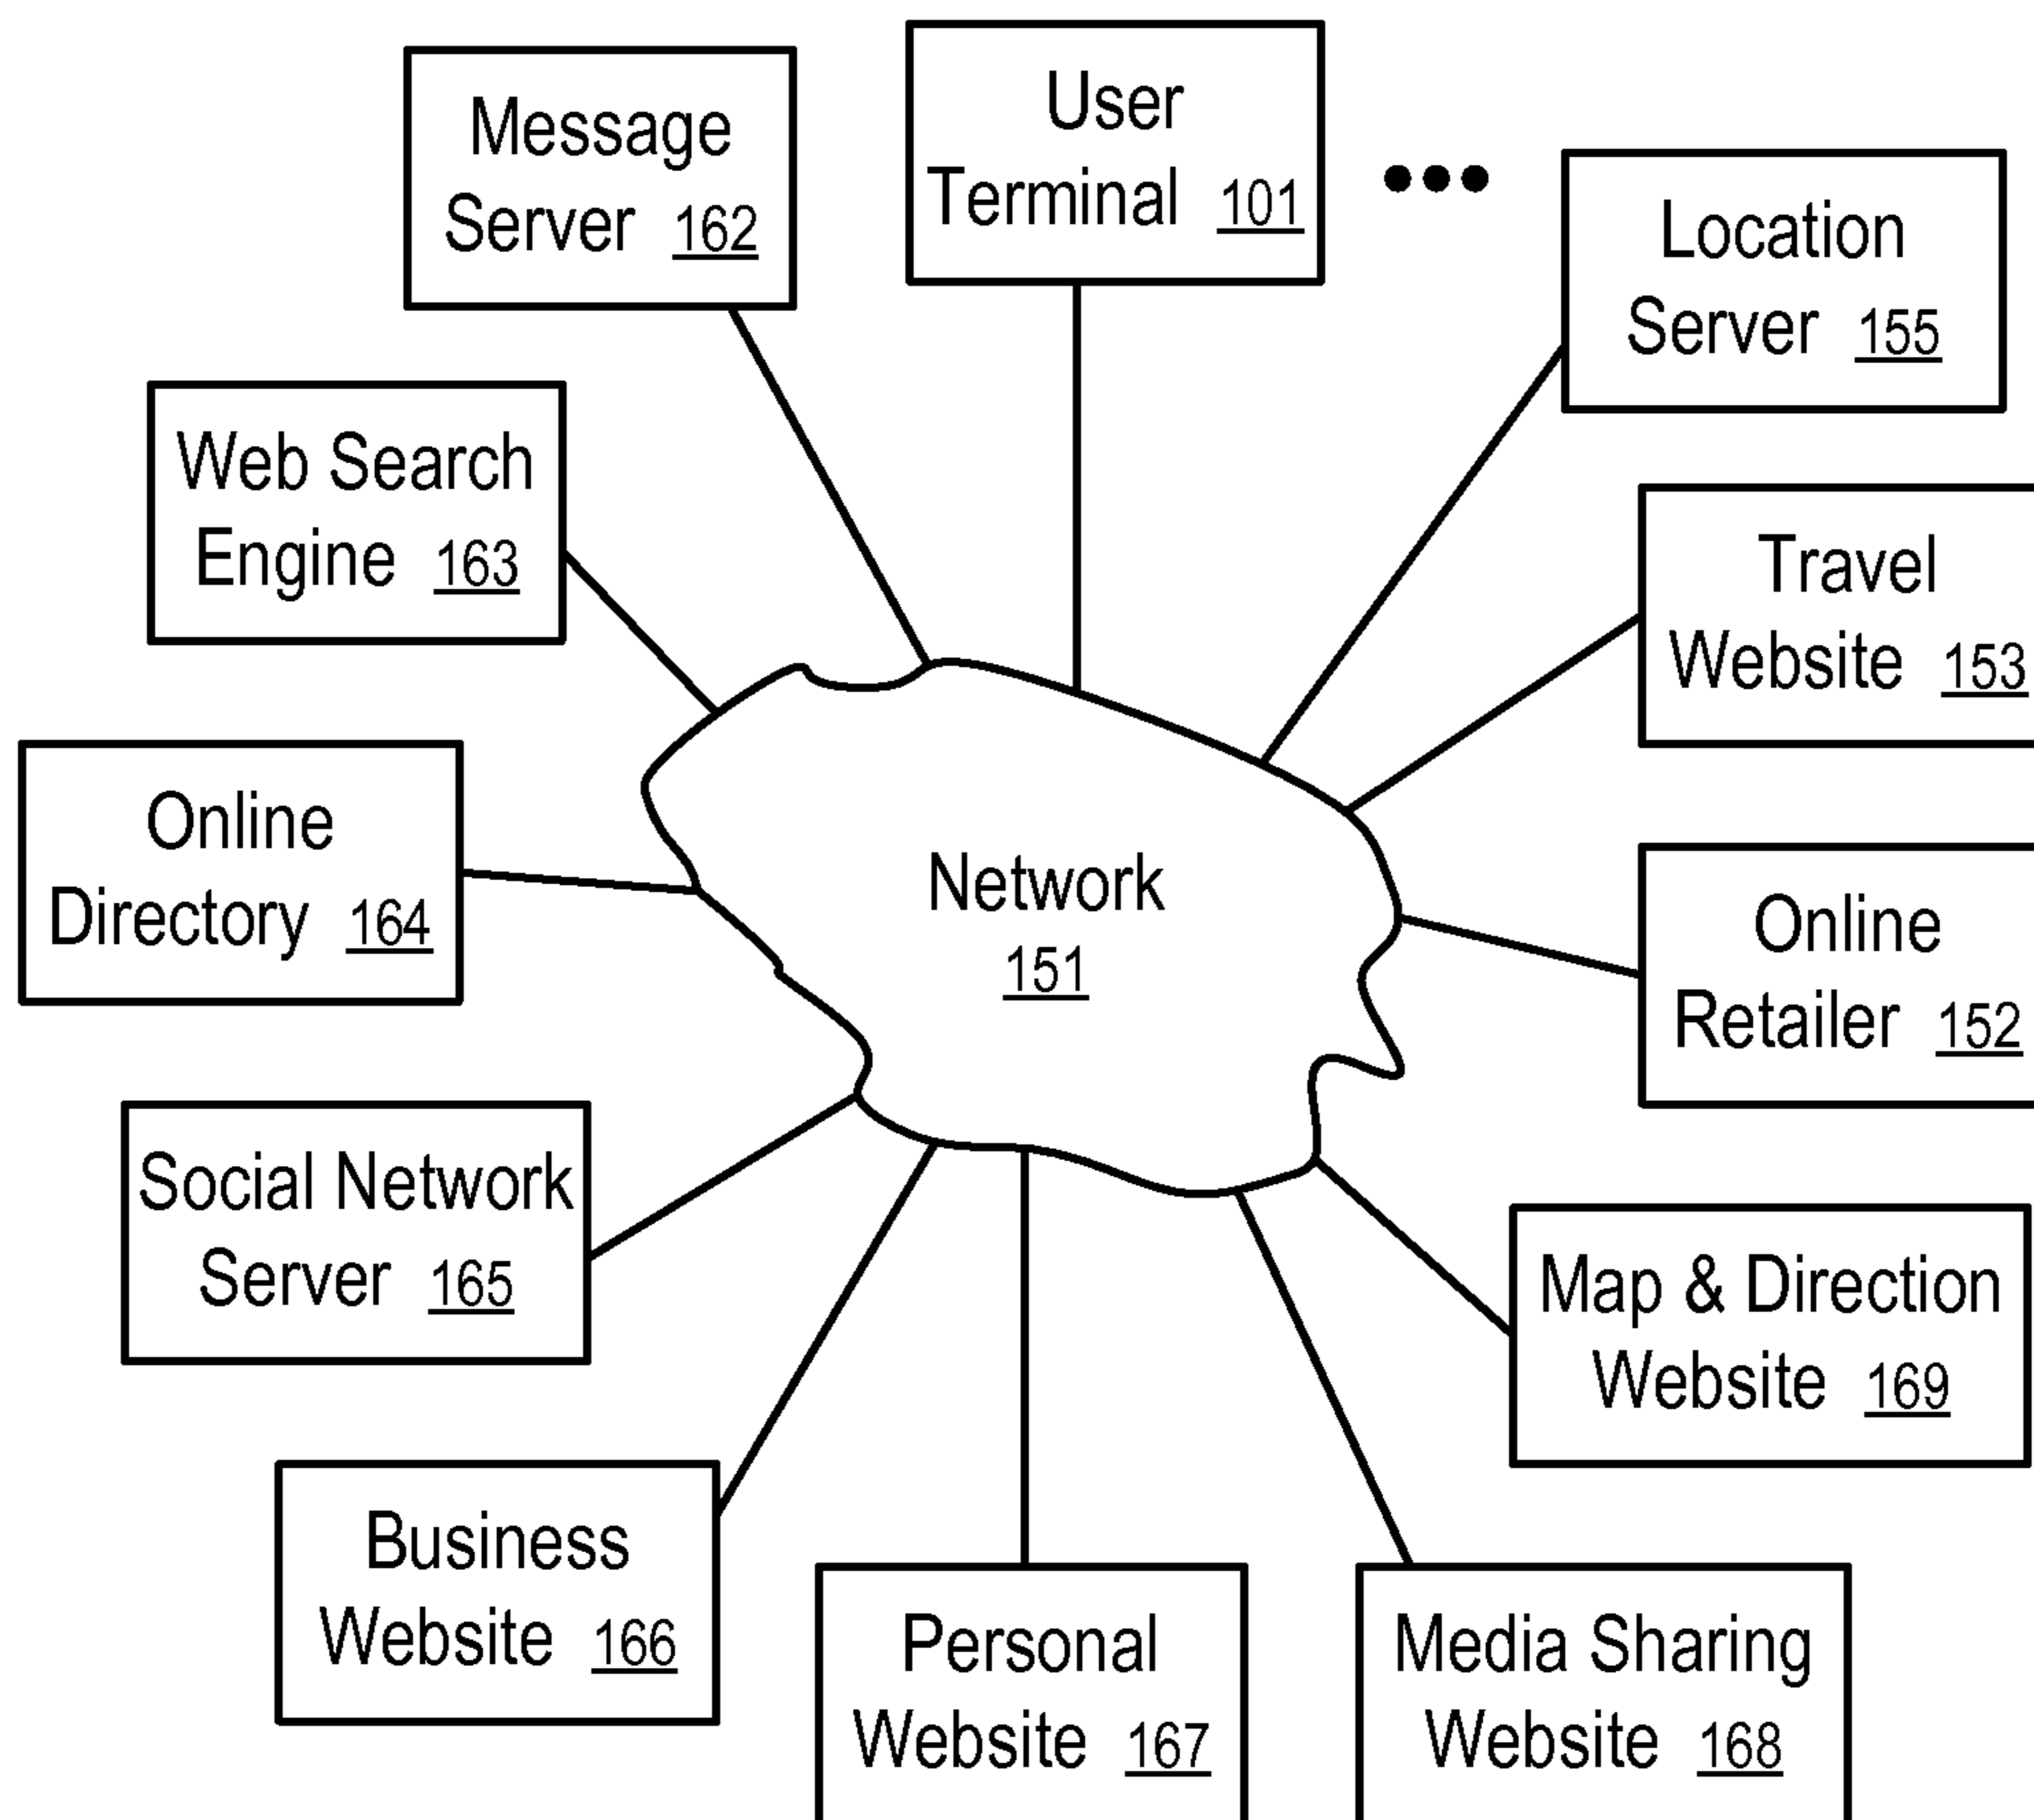 Message
Server 162
User
Terminal 101
Location
Server 155
Web Search
Engine 163
Travel
Website 153
Online
Directory 164
Network
151
Online
Retailer 152
Social Network
Server 165
Map & Direction
Website 169
Business
Website 166
Personal
Website 167
Media Sharing
Website 168